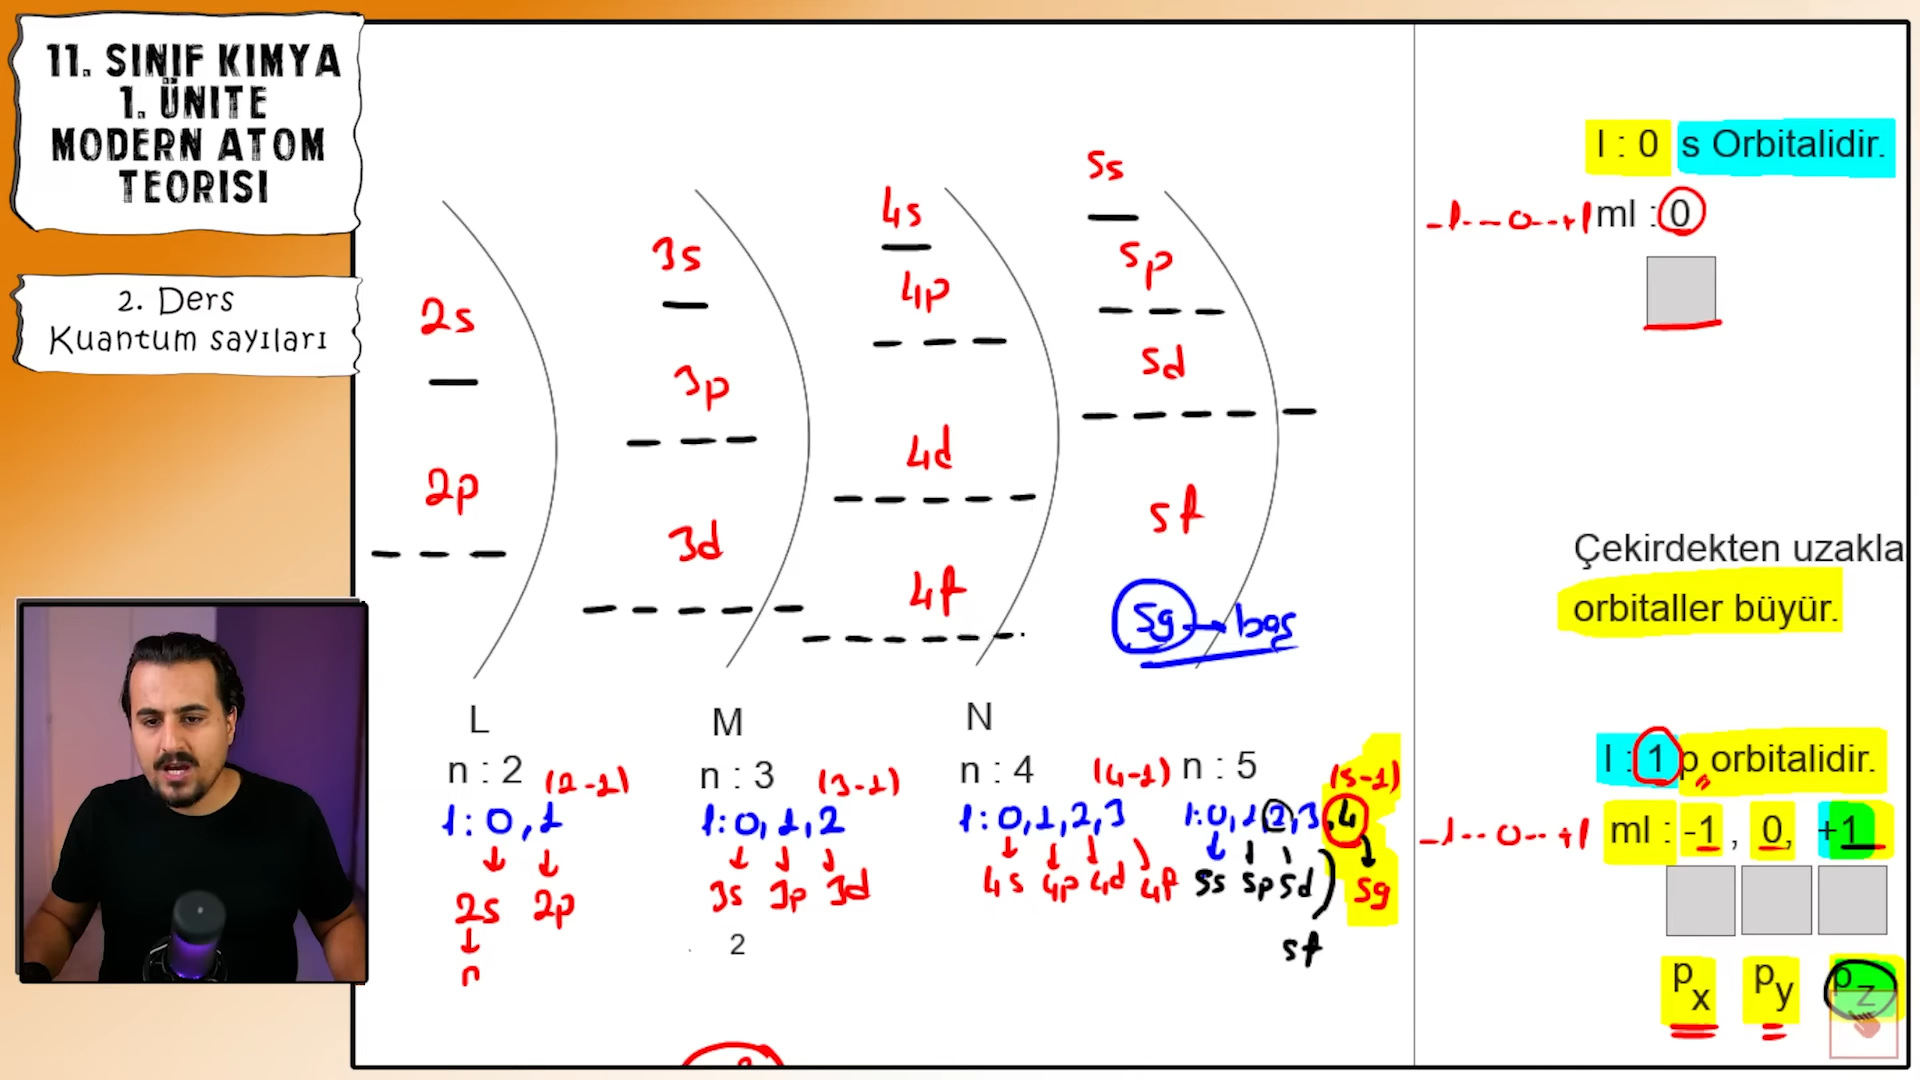 11. SINIF KIMYA
1. ÜNITE
MODERN ATOM
TEORISI
2. Ders
Kuantum sayıları
2s
2p
3s
3p
3d
4s
4p
4d
4f
5s
5p
5d
5f
5g → boş
L
n : 2 (2-1)
l : 0, 1
2s 2p
n
M
n : 3 (3-1)
l : 0, 1, 2
3s 3p 3d
2
N
n : 4 (4-1)
l : 0, 1, 2, 3
4s 4p 4d 4f
n : 5 (5-1)
l : 0, 1, 2, 3, 4
5s 5p 5d 5g
5f
l : 0 s Orbitalidir.
-l---0--+l ml : 0
Çekirdekten uzakla
orbitaller büyür.
l : 1 p orbitalidir.
-l--0--+l ml : -1 , 0, +1
px py pz